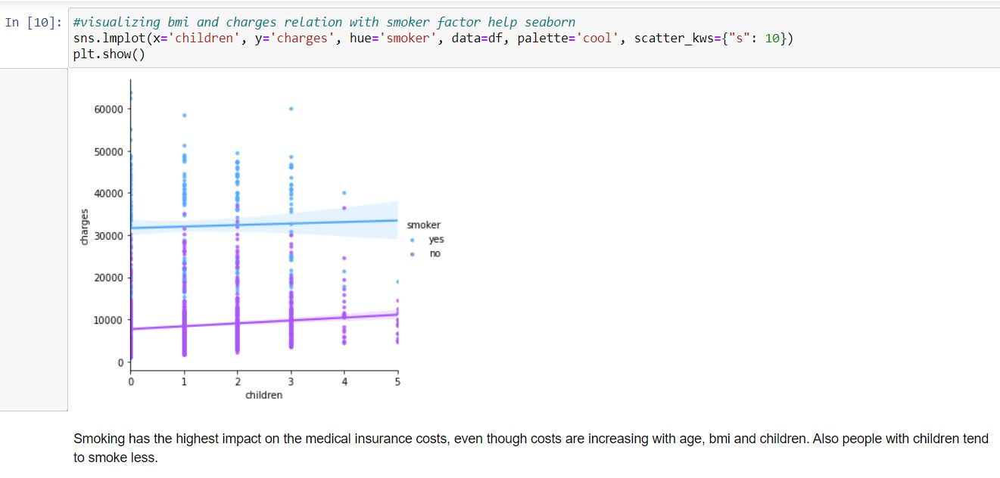 In [10]: #visualizing bmi and charges relation with smoker factor help seaborn
sns.lmplot(x='children', y='charges', hue='smoker', data=df, palette='cool', scatter_kws={"s": 10})
plt.show()
60000
50000
40000
30000
20000
10000
0
charges
0 1 2 3 4 5
children
smoker
yes
no
Smoking has the highest impact on the medical insurance costs, even though costs are increasing with age, bmi and children. Also people with children tend
to smoke less.